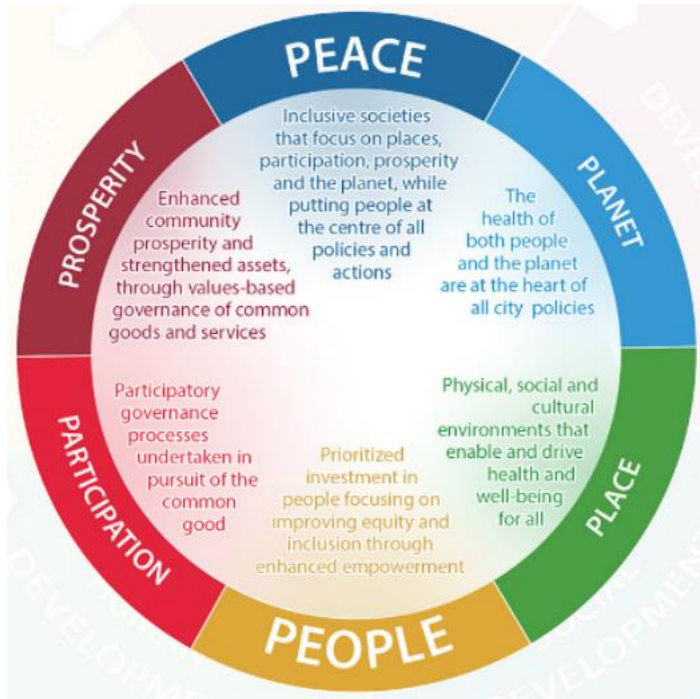 PEACE
Inclusive societies
that focus on places,
participation, prosperity
and the planet, while
putting people at
the centre of all
policies and
actions
PLANET
The
health of
both people
and the planet
are at the heart of
all city policies
PLACE
Physical, social and
cultural
environments that
enable and drive
health and
well-being
for all
PEOPLE
Prioritized
investment in
people focusing on
improving equity and
inclusion through
enhanced empowerment
PARTICIPATION
Participatory
governance
processes
undertaken in
pursuit of the
common
good
PROSPERITY
Enhanced
community
prosperity and
strengthened assets,
through values-based
governance of common
goods and services
DEVELOPMENT
SOCIAL
DEVELOPMENT